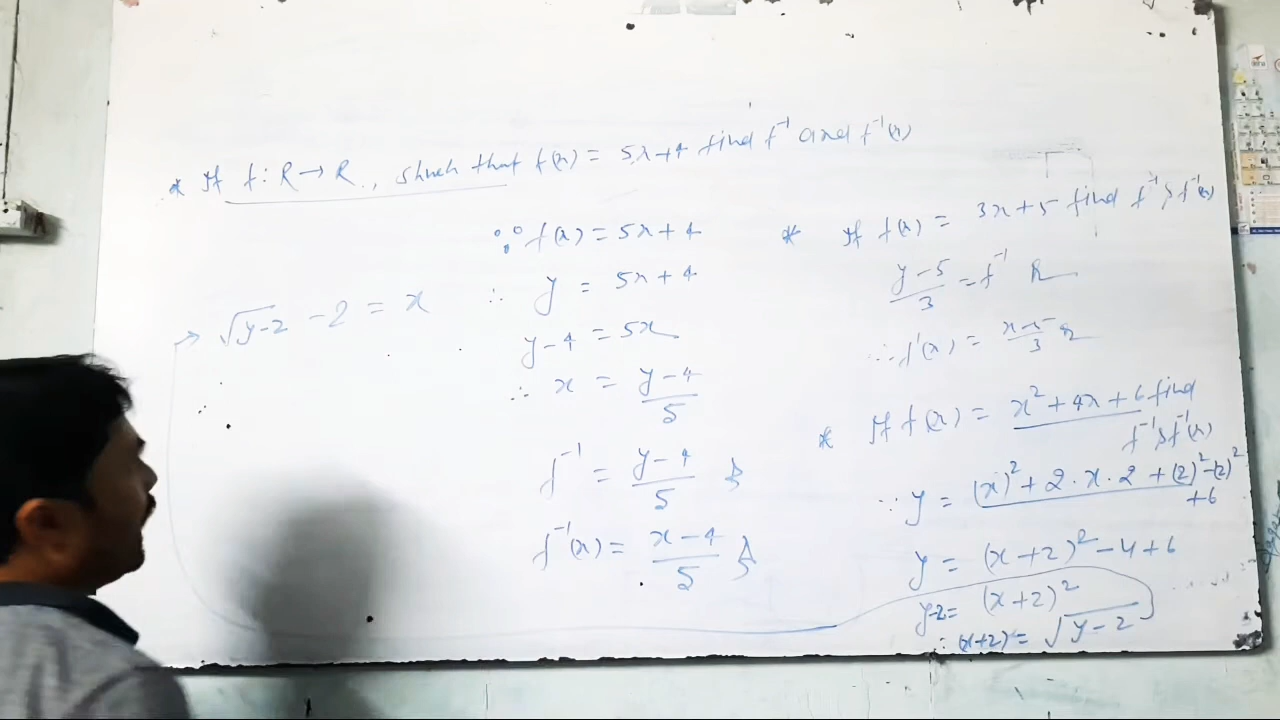 * If f: R → R, shuch that f(x) = 5x+4 find f⁻¹ and f⁻¹(x)
∵ f(x) = 5x+4
∴ y = 5x+4
y-4 = 5x
∴ x = (y-4)/5
f⁻¹ = (y-4)/5
f⁻¹(x) = (x-4)/5
* If f(x) = 3x+5 find f⁻¹ & f⁻¹(x)
(y-5)/3 = f⁻¹
∴ f⁻¹(x) = (x-5)/3
* If f(x) = x²+4x+6 find
f⁻¹ & f⁻¹(x)
∵ y = (x)²+2.x.2+(2)²-(2)²
+6
y = (x+2)²-4+6
y-2 = (x+2)²
∴ (x+2) = √(y-2)
→ √(y-2) -2 = x